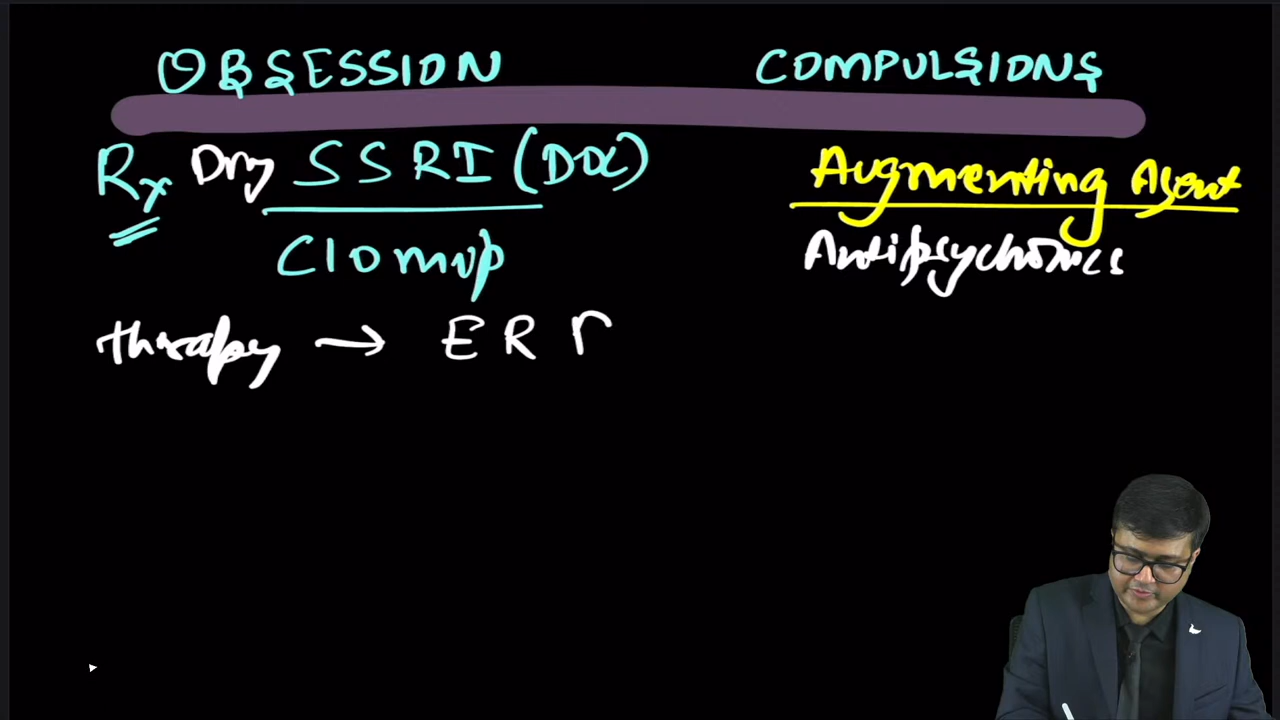 OBSESSION COMPULSIONS
Rx Drug SSRI (DOC)
Clomip
therapy → E R P
Augmenting Agent
Antipsychotics